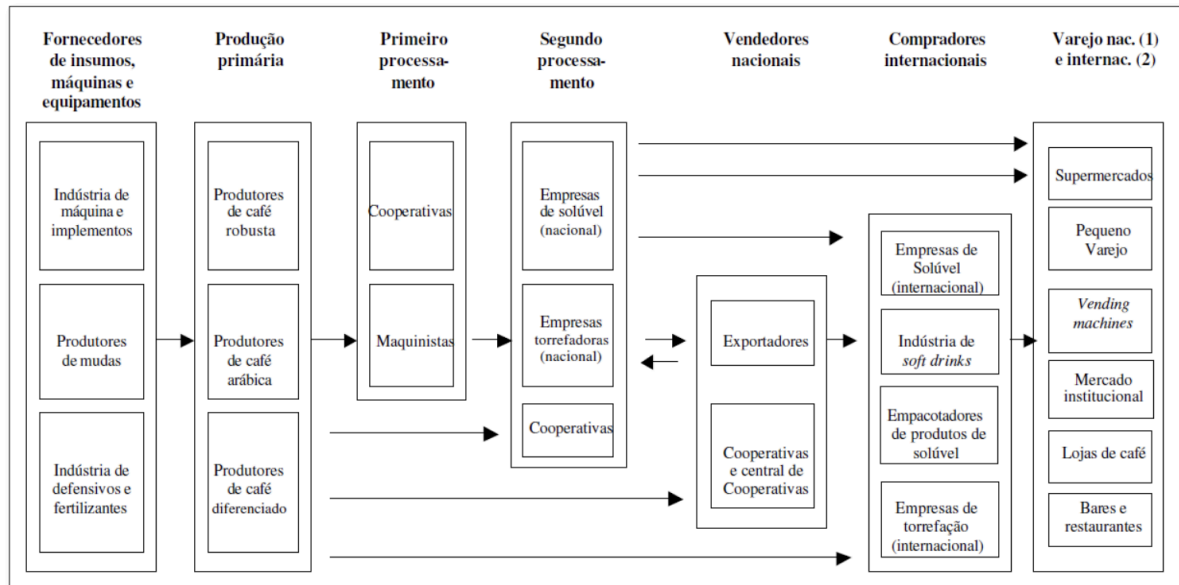 Fornecedores
de insumos,
máquinas e
equipamentos
Indústria de
máquina e
implementos
Produtores
de mudas
Indústria de
defensivos e
fertilizantes
Produção
primária
Produtores
de café
robusta
Produtores
de café
arábica
Produtores
de café
diferenciado
Primeiro
processa-
mento
Cooperativas
Maquinistas
Segundo
processa-
mento
Empresas
de solúvel
(nacional)
Empresas
torrefadoras
(nacional)
Cooperativas
Vendedores
nacionais
Exportadores
Cooperativas
e central de
Cooperativas
Compradores
internacionais
Empresas de
Solúvel
(internacional)
Indústria de
soft drinks
Empacotadores
de produtos de
solúvel
Empresas de
torrefação
(internacional)
Varejo nac. (1)
e internac. (2)
Supermercados
Pequeno
Varejo
Vending
machines
Mercado
institucional
Lojas de café
Bares e
restaurantes